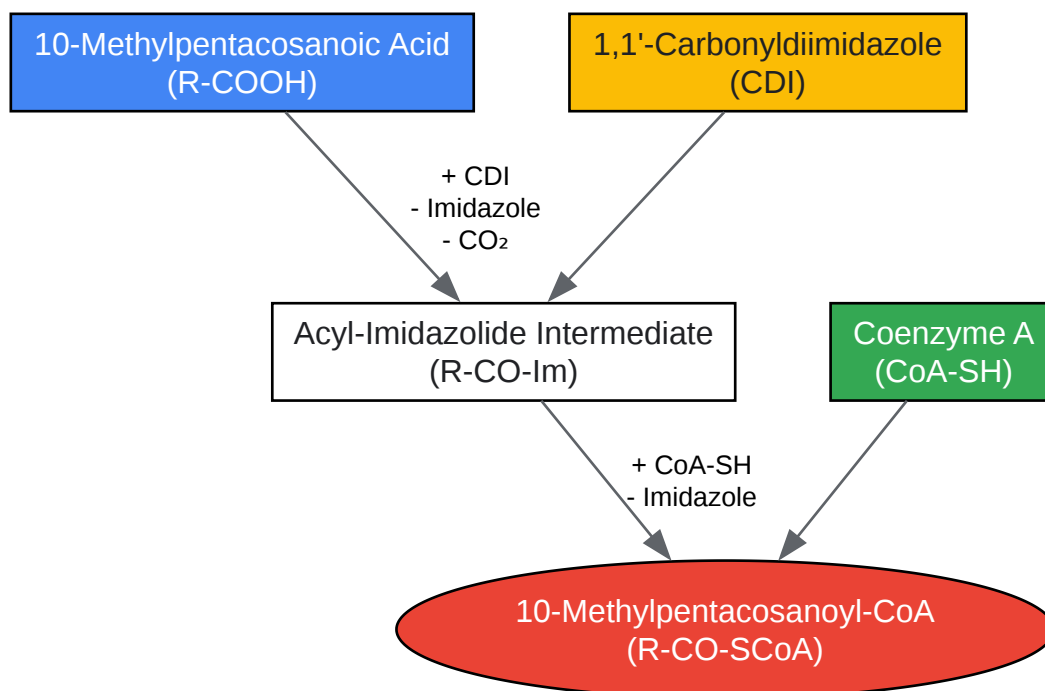 10-Methylpentacosanoic Acid
(R-COOH)
1,1'-Carbonyldiimidazole
(CDI)
+ CDI
- Imidazole
- CO₂
Acyl-Imidazolide Intermediate
(R-CO-Im)
Coenzyme A
(CoA-SH)
+ CoA-SH
- Imidazole
10-Methylpentacosanoyl-CoA
(R-CO-SCoA)